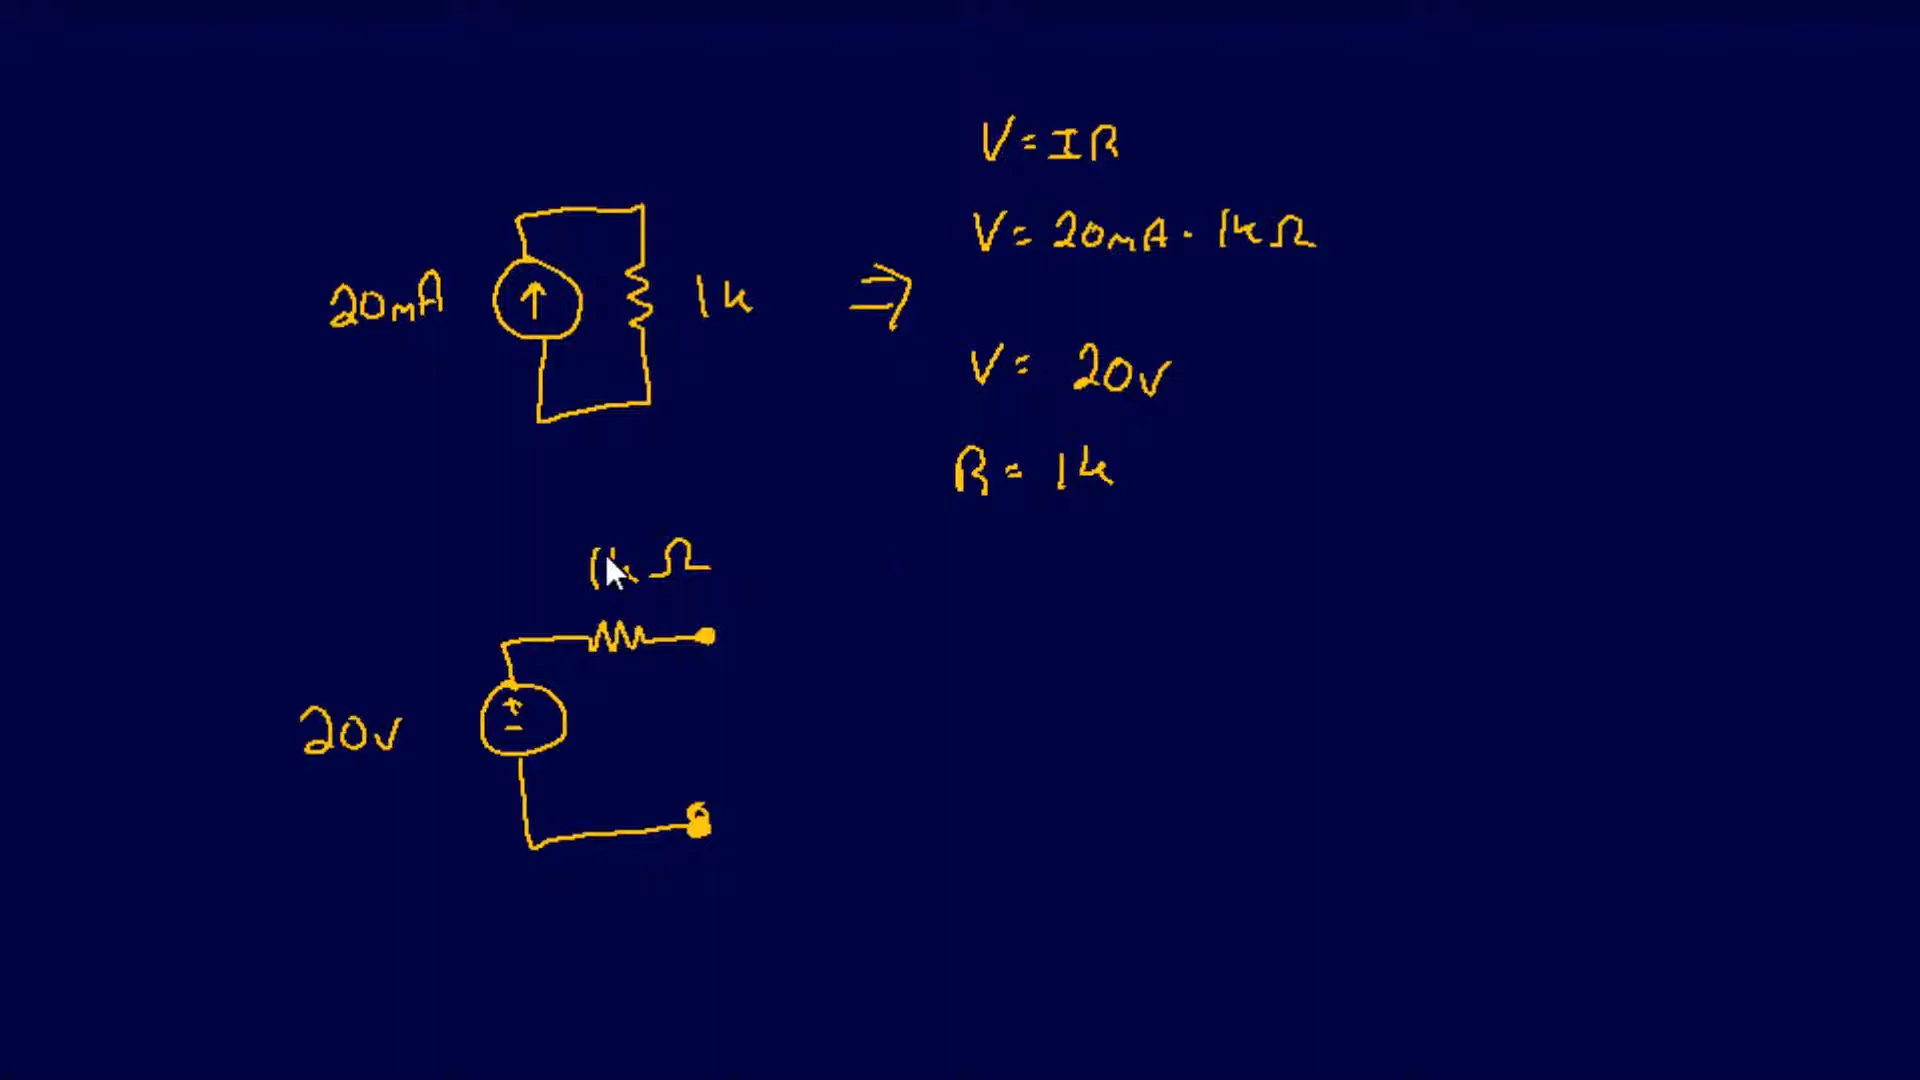 V = IR
V = 20mA · 1kΩ
20mA
1k
⇒
V = 20V
R = 1k
1kΩ
20V
+
-